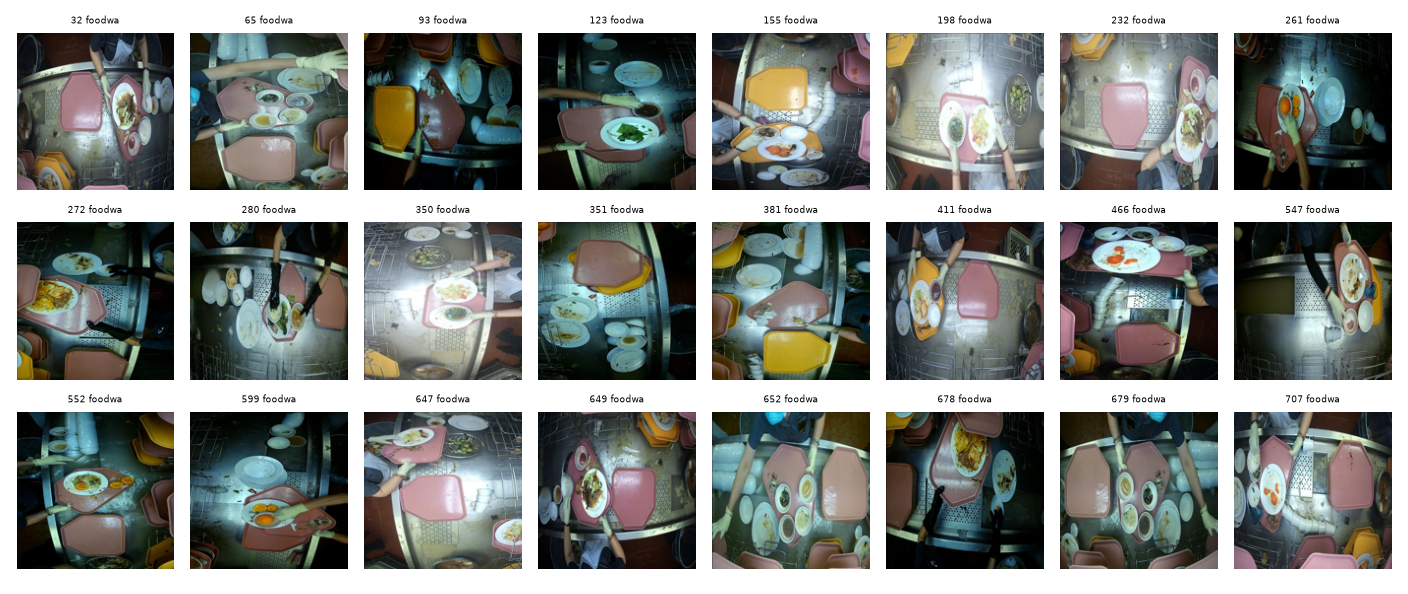 32 foodwa
65 foodwa
93 foodwa
123 foodwa
155 foodwa
198 foodwa
232 foodwa
261 foodwa
272 foodwa
280 foodwa
350 foodwa
351 foodwa
381 foodwa
411 foodwa
466 foodwa
547 foodwa
552 foodwa
599 foodwa
647 foodwa
649 foodwa
652 foodwa
678 foodwa
679 foodwa
707 foodwa